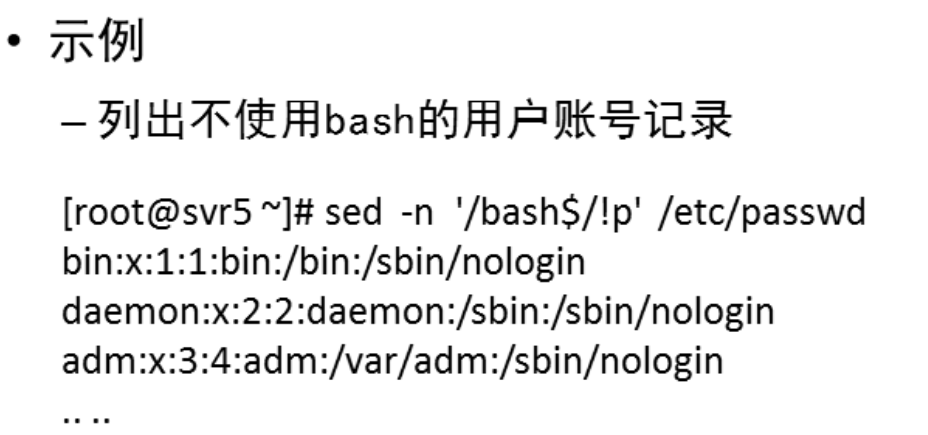 • 示例
– 列出不使用bash的用户账号记录
[root@svr5 ~]# sed -n '/bash$/!p' /etc/passwd
bin:x:1:1:bin:/bin:/sbin/nologin
daemon:x:2:2:daemon:/sbin:/sbin/nologin
adm:x:3:4:adm:/var/adm:/sbin/nologin
.. ..